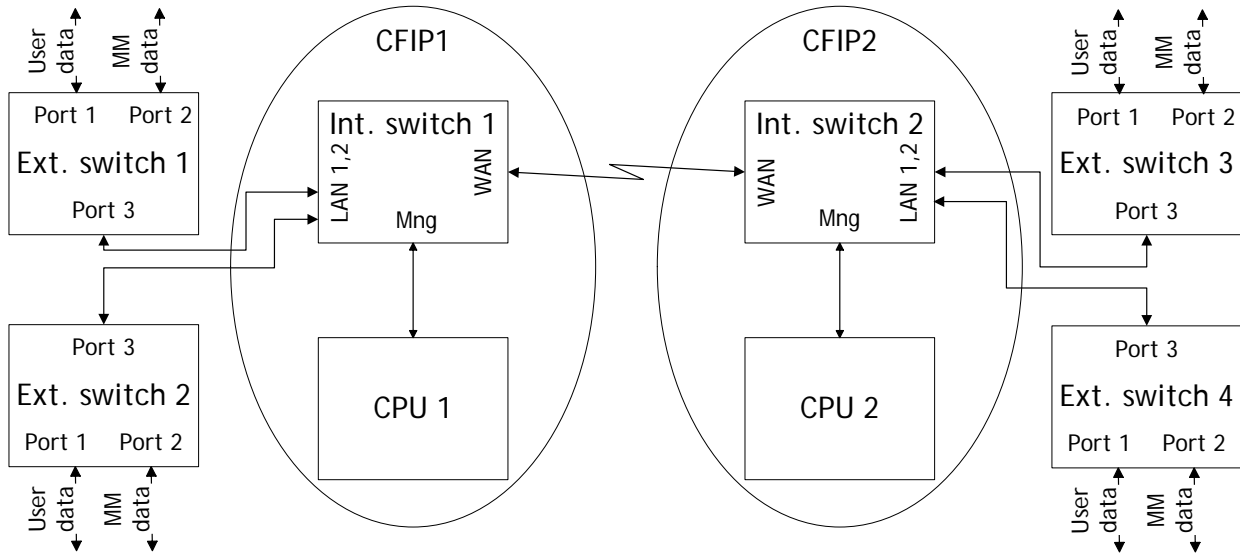 User data
MM data
Port 1
Port 2
Ext. switch 1
Port 3
Port 3
Ext. switch 2
Port 1
Port 2
User data
MM data
CFIP1
Int. switch 1
LAN 1,2
WAN
Mng
CPU 1
CFIP2
Int. switch 2
WAN
LAN 1,2
Mng
CPU 2
User data
MM data
Port 1
Port 2
Ext. switch 3
Port 3
Port 3
Ext. switch 4
Port 1
Port 2
User data
MM data